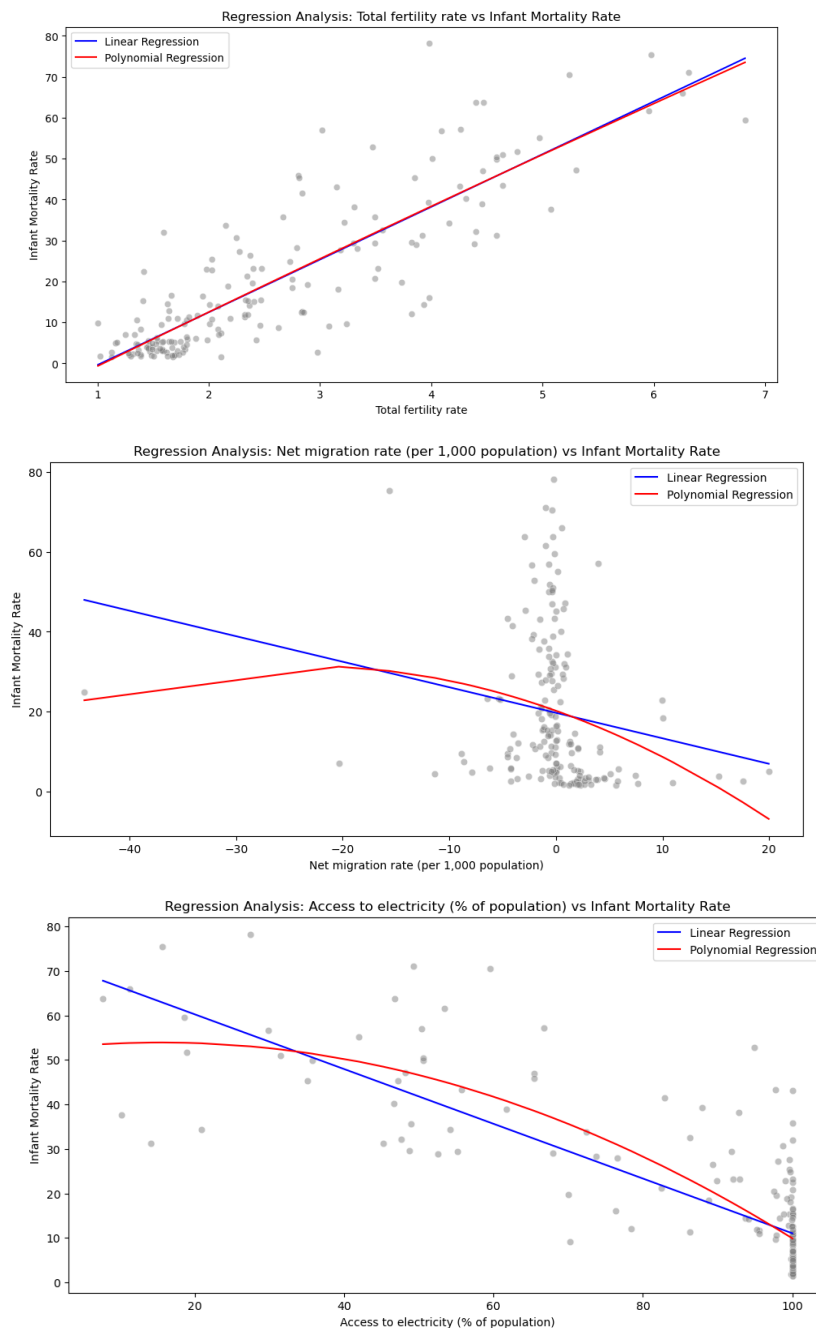 Regression Analysis: Total fertility rate vs Infant Mortality Rate
Linear Regression
Polynomial Regression
Infant Mortality Rate
80
70
60
50
40
30
20
10
0
1 2 3 4 5 6 7
Total fertility rate
Regression Analysis: Net migration rate (per 1,000 population) vs Infant Mortality Rate
Linear Regression
Polynomial Regression
Infant Mortality Rate
80
60
40
20
0
−40 −30 −20 −10 0 10 20
Net migration rate (per 1,000 population)
Regression Analysis: Access to electricity (% of population) vs Infant Mortality Rate
Linear Regression
Polynomial Regression
Infant Mortality Rate
80
70
60
50
40
30
20
10
0
20 40 60 80 100
Access to electricity (% of population)